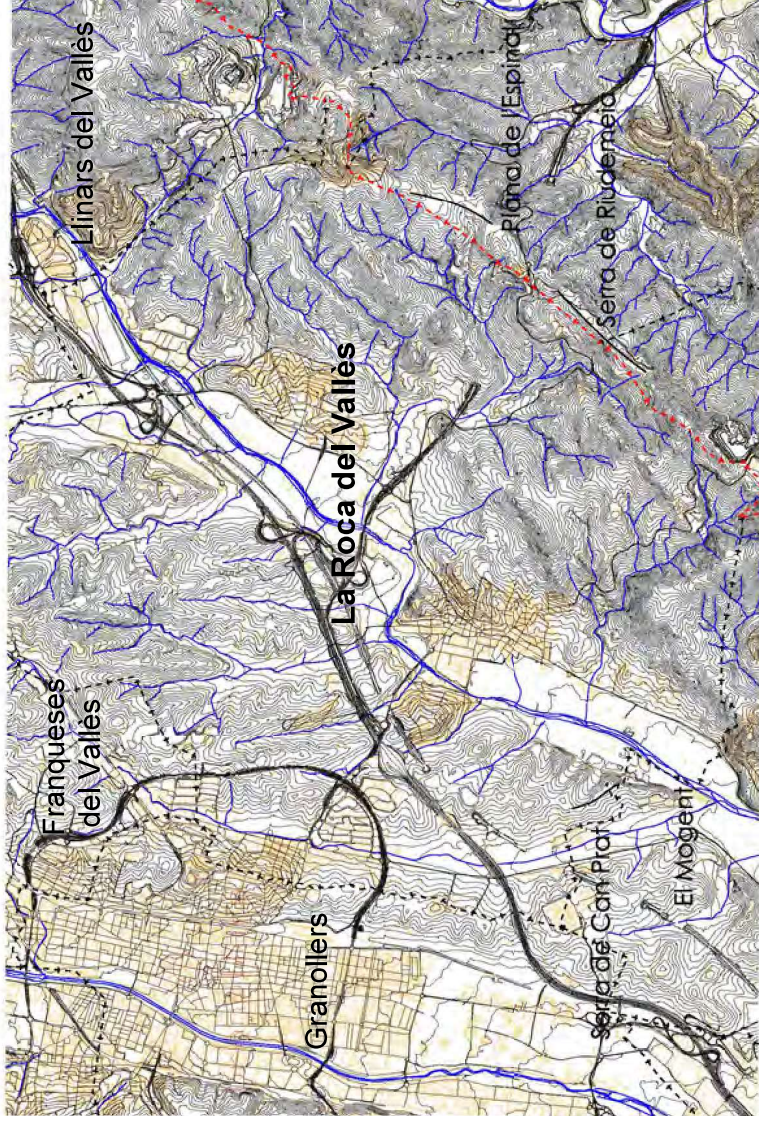 Franqueses
del Vallès
Granollers
Serra de Can Prat
El Mogent
La Roca del Vallès
Llinars del Vallès
Plana de l'Espinal
Serra de Riudemeia